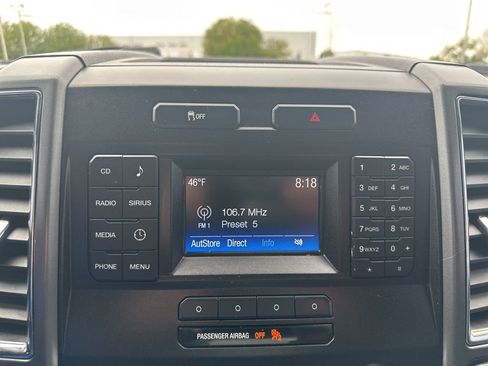 OFF
CD
RADIO SIRIUS
MEDIA
PHONE MENU
46°F 8:18
106.7 MHz
FM 1 Preset 5
AutoStore Direct Info
1 2 ABC
3 DEF 4 GHI
5 JKL 6 MNO
7 PQRS 8 TUV
9 WXYZ 0 +
* #
PASSENGER AIRBAG OFF